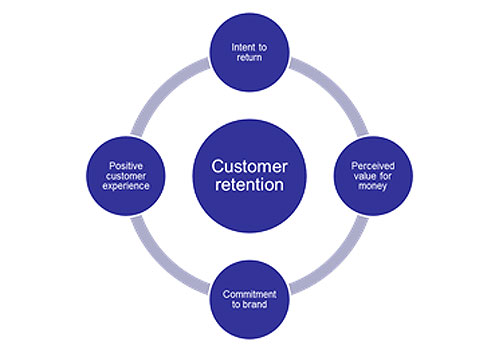 Intent to
return
Positive
customer
experience
Customer
retention
Perceived
value for
money
Commitment
to brand